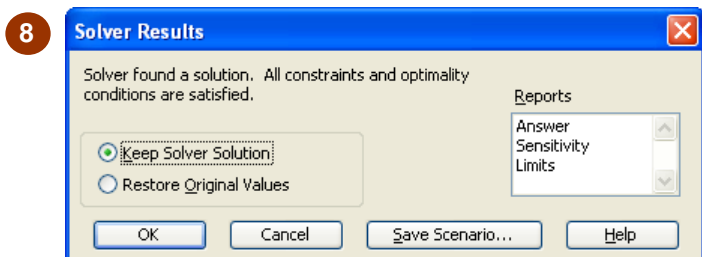 8
Solver Results
Solver found a solution. All constraints and optimality
conditions are satisfied.
Reports
Answer
Sensitivity
Limits
Keep Solver Solution
Restore Original Values
OK
Cancel
Save Scenario...
Help